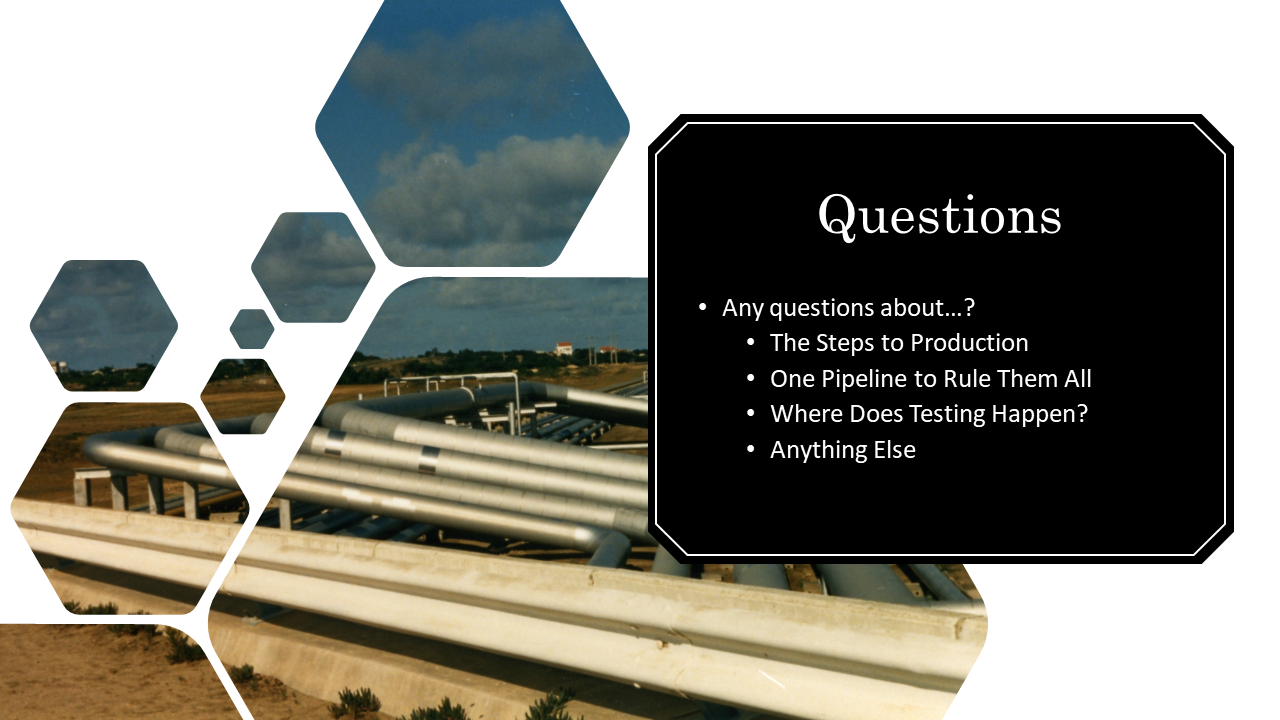 Questions
• Any questions about...?
• The Steps to Production
• One Pipeline to Rule Them All
• Where Does Testing Happen?
• Anything Else